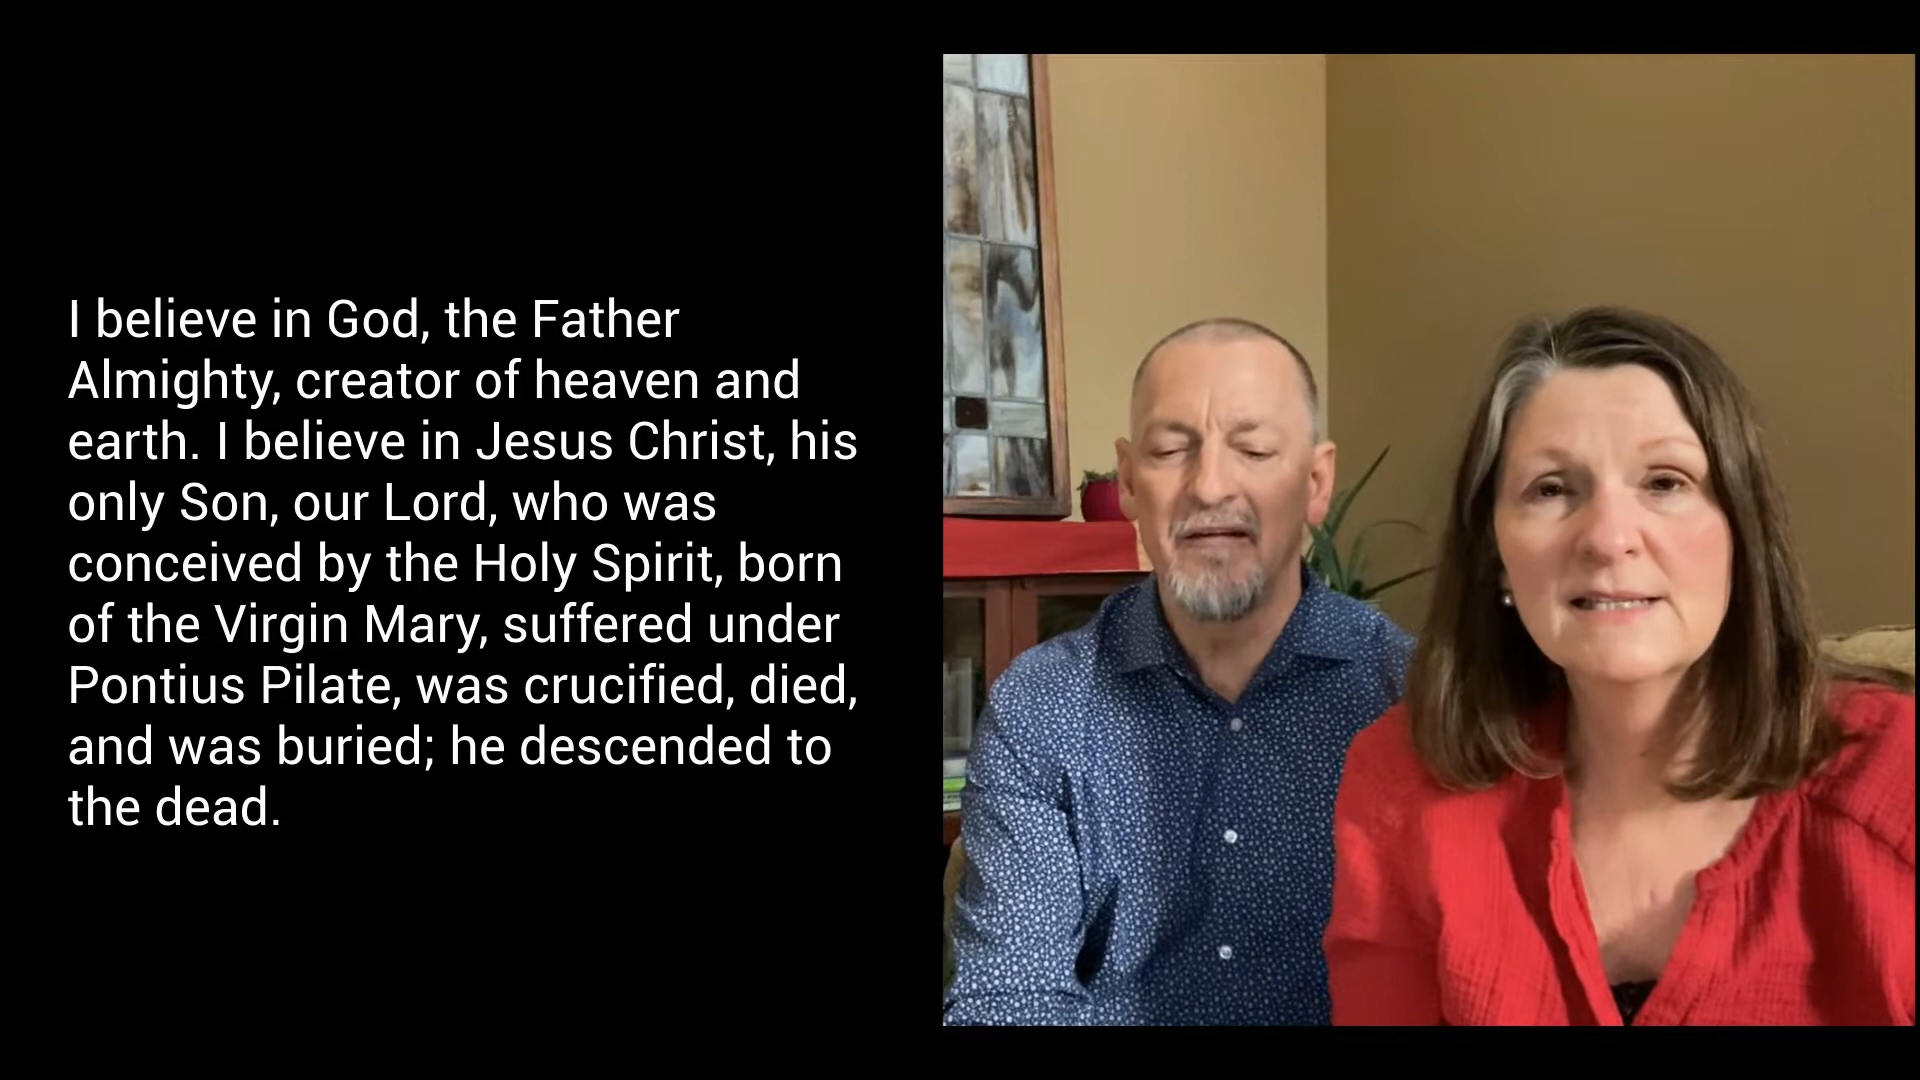 I believe in God, the Father
Almighty, creator of heaven and
earth. I believe in Jesus Christ, his
only Son, our Lord, who was
conceived by the Holy Spirit, born
of the Virgin Mary, suffered under
Pontius Pilate, was crucified, died,
and was buried; he descended to
the dead.